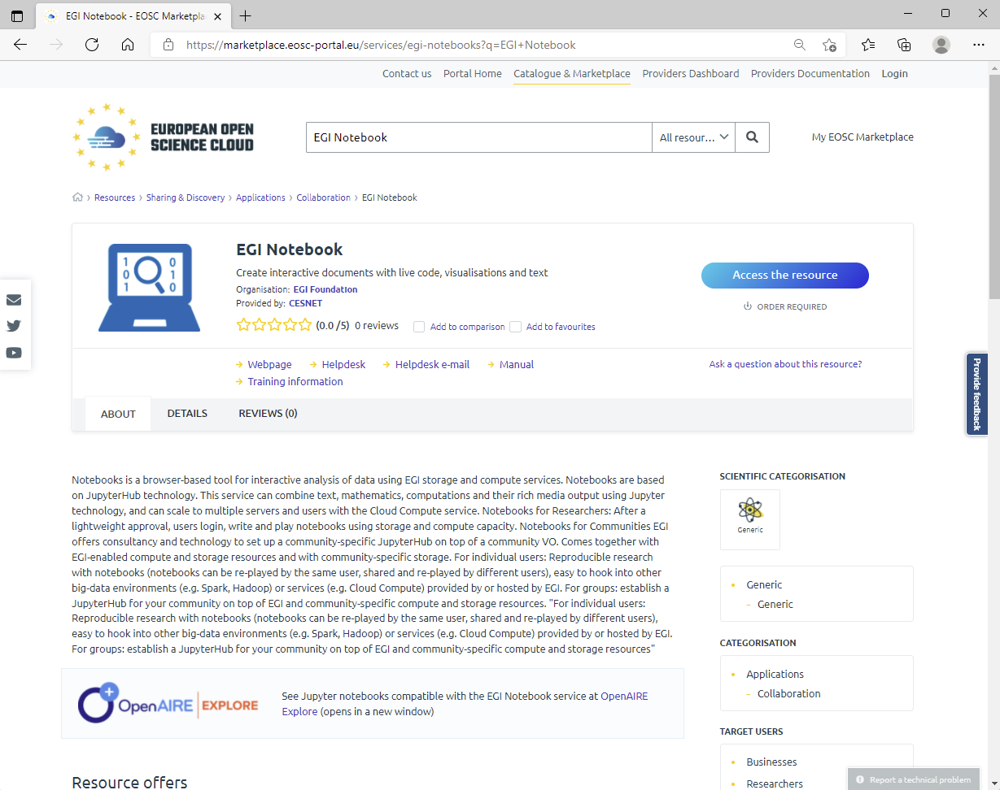 EGI Notebook - EOSC Marketpla
https://marketplace.eosc-portal.eu/services/egi-notebooks?q=EGI+Notebook
Contact us Portal Home Catalogue & Marketplace Providers Dashboard Providers Documentation Login
EUROPEAN OPEN
SCIENCE CLOUD
EGI Notebook
All resour...
My EOSC Marketplace
Resources › Sharing & Discovery › Applications › Collaboration › EGI Notebook
EGI Notebook
Create interactive documents with live code, visualisations and text
Organisation: EGI Foundation
Provided by: CESNET
(0.0 /5) 0 reviews Add to comparison Add to favourites
Access the resource
ORDER REQUIRED
Webpage Helpdesk Helpdesk e-mail Manual
Training information
Ask a question about this resource?
Provide feedback
ABOUT DETAILS REVIEWS (0)
Notebooks is a browser-based tool for interactive analysis of data using EGI storage and compute services. Notebooks are based
on JupyterHub technology. This service can combine text, mathematics, computations and their rich media output using Jupyter
technology, and can scale to multiple servers and users with the Cloud Compute service. Notebooks for Researchers: After a
lightweight approval, users login, write and play notebooks using storage and compute capacity. Notebooks for Communities EGI
offers consultancy and technology to set up a community-specific JupyterHub on top of a community VO. Comes together with
EGI-enabled compute and storage resources and with community-specific storage. For individual users: Reproducible research
with notebooks (notebooks can be re-played by the same user, shared and re-played by different users), easy to hook into other
big-data environments (e.g. Spark, Hadoop) or services (e.g. Cloud Compute) provided by or hosted by EGI. For groups: establish a
JupyterHub for your community on top of EGI and community-specific compute and storage resources. "For individual users:
Reproducible research with notebooks (notebooks can be re-played by the same user, shared and re-played by different users),
easy to hook into other big-data environments (e.g. Spark, Hadoop) or services (e.g. Cloud Compute) provided by or hosted by EGI.
For groups: establish a JupyterHub for your community on top of EGI and community-specific compute and storage resources"
OpenAIRE | EXPLORE
See Jupyter notebooks compatible with the EGI Notebook service at OpenAIRE
Explore (opens in a new window)
Resource offers
SCIENTIFIC CATEGORISATION
Generic
Generic
Generic
CATEGORISATION
Applications
Collaboration
TARGET USERS
Businesses
Researchers
Report a technical problem